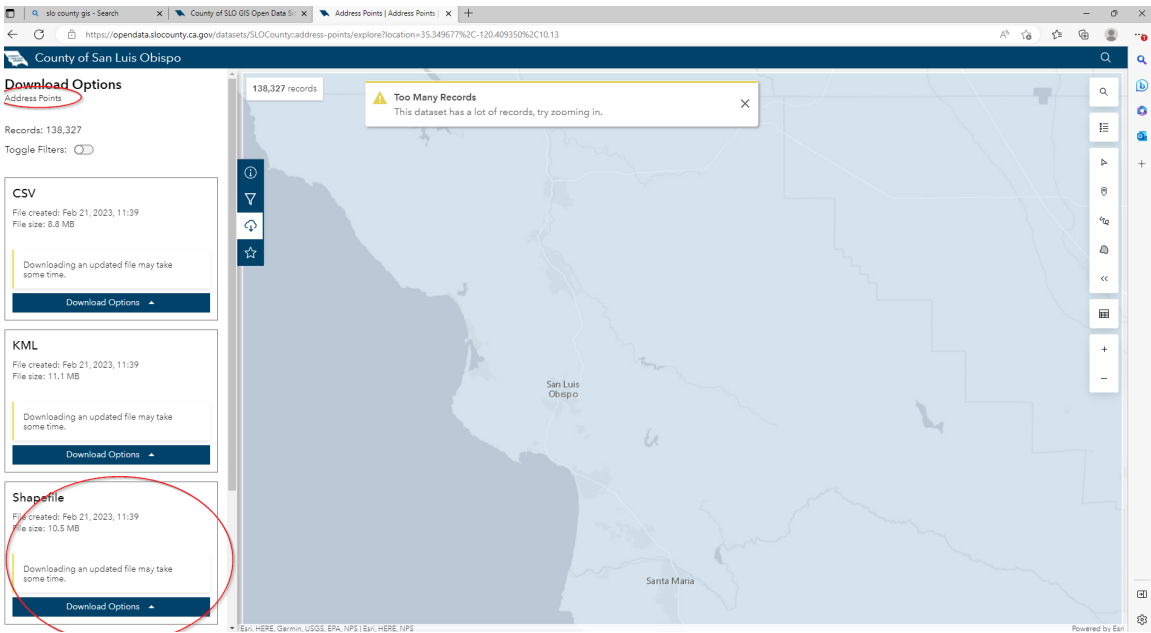 slo county gis - Search
County of SLO GIS Open Data Sit
Address Points | Address Points |
https://opendata.slocounty.ca.gov/datasets/SLOCounty:address-points/explore?location=35.349677%2C-120.409350%2C10.13
County of San Luis Obispo
Download Options
Address Points
Records: 138,327
Toggle Filters:
CSV
File created: Feb 21, 2023, 11:39
File size: 8.8 MB
Downloading an updated file may take
some time.
Download Options
KML
File created: Feb 21, 2023, 11:39
File size: 11.1 MB
Downloading an updated file may take
some time.
Download Options
Shapefile
File created: Feb 21, 2023, 11:39
File size: 10.5 MB
Downloading an updated file may take
some time.
Download Options
138,327 records
Too Many Records
This dataset has a lot of records, try zooming in.
San Luis
Obispo
Santa Maria
Esri, HERE, Garmin, USGS, EPA, NPS | Esri, HERE, NPS
Powered by Esri